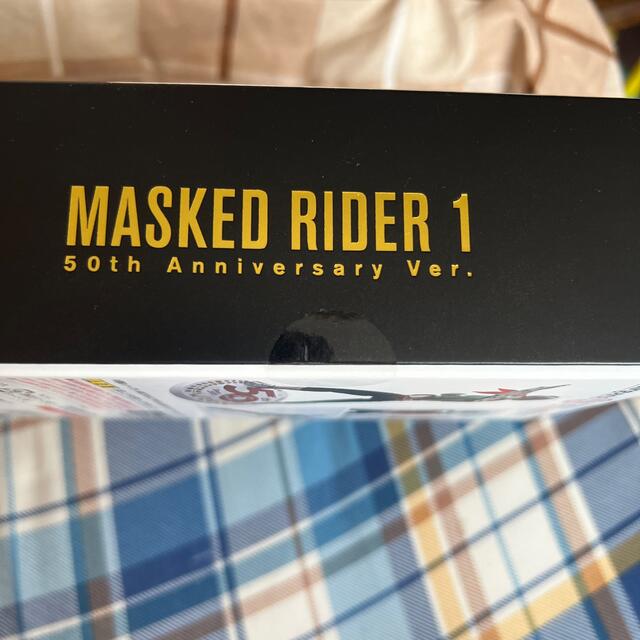 MASKED RIDER 1
50th Anniversary Ver.